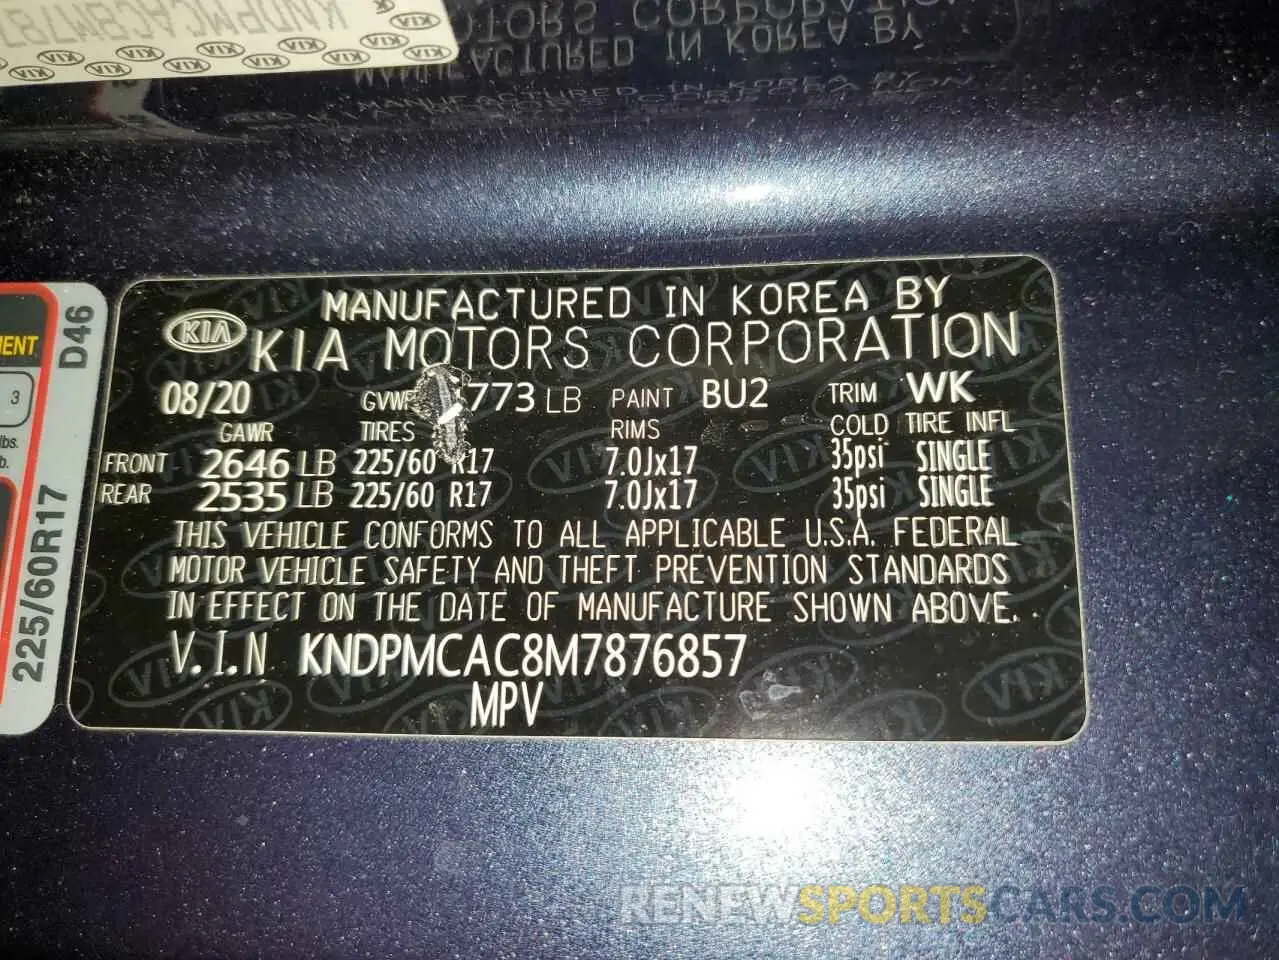 KIA
MANUFACTURED IN KOREA BY
KIA MOTORS CORPORATION
08/20 773 LB PAINT BU2 TRIM WK
GAWR TIRES RIMS COLD TIRE INFL
FRONT 2646 LB 225/60 R17 7.0Jx17 35psi SINGLE
REAR 2535 LB 225/60 R17 7.0Jx17 35psi SINGLE
THIS VEHICLE CONFORMS TO ALL APPLICABLE U.S.A. FEDERAL
MOTOR VEHICLE SAFETY AND THEFT PREVENTION STANDARDS
IN EFFECT ON THE DATE OF MANUFACTURE SHOWN ABOVE.
V.I.N KNDPMCAC8M7876857
MPV
D46
3
lbs.
225/60R17
RENEWSPORTSCARS.COM